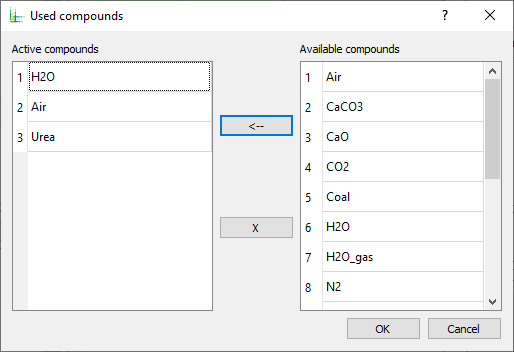 Used compounds
?
Active compounds
Available compounds
1 H2O
2 Air
3 Urea
<--
X
1 Air
2 CaCO3
3 CaO
4 CO2
5 Coal
6 H2O
7 H2O_gas
8 N2
OK
Cancel